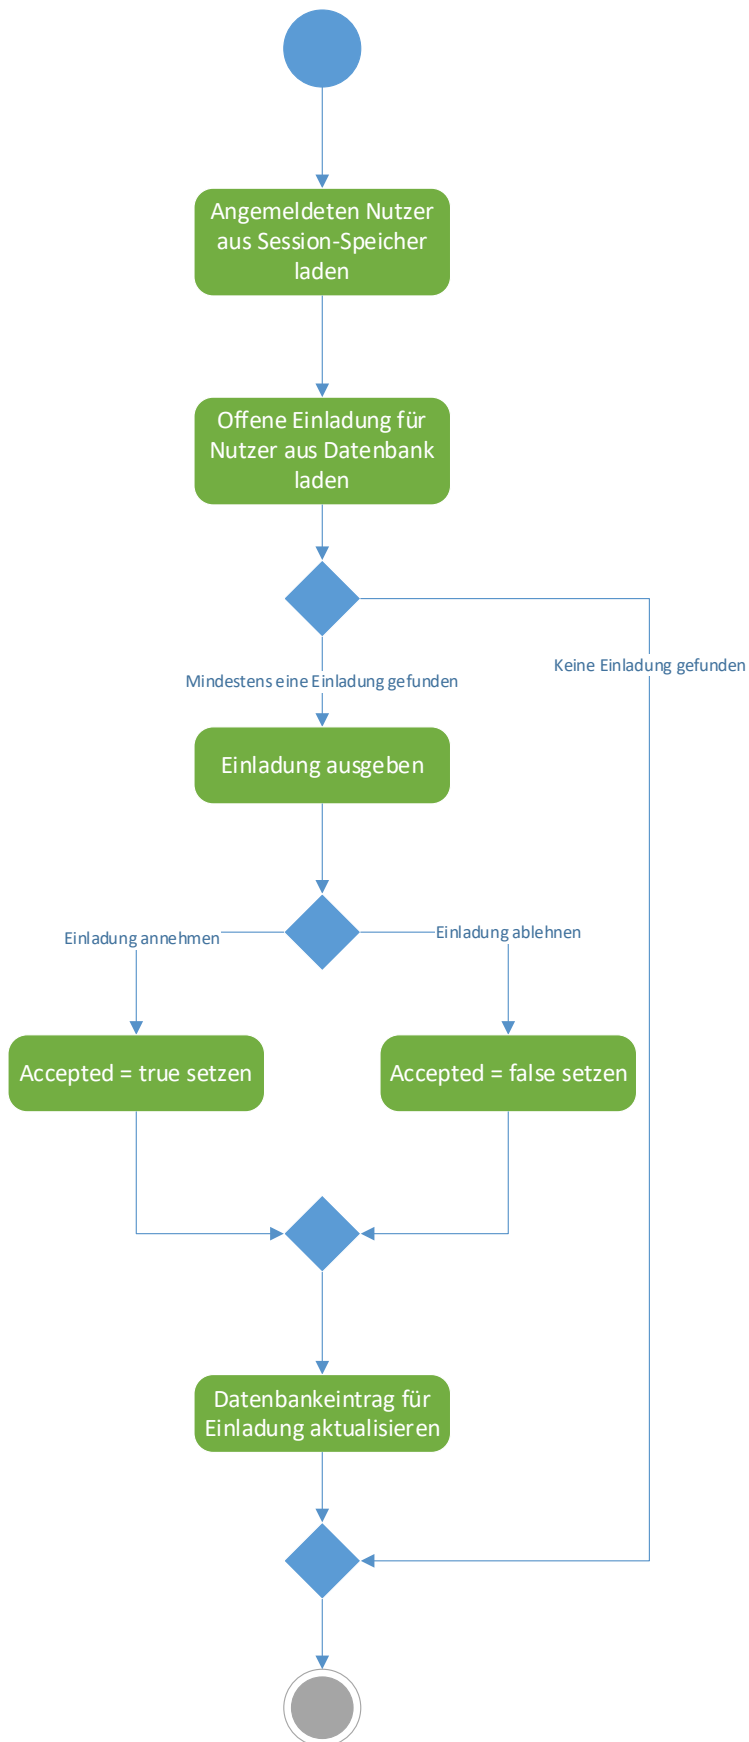 Angemeldeten Nutzer
aus Session-Speicher
laden
Offene Einladung für
Nutzer aus Datenbank
laden
Keine Einladung gefunden
Mindestens eine Einladung gefunden
Einladung ausgeben
Einladung annehmen
Einladung ablehnen
Accepted = true setzen
Accepted = false setzen
Datenbankeintrag für
Einladung aktualisieren